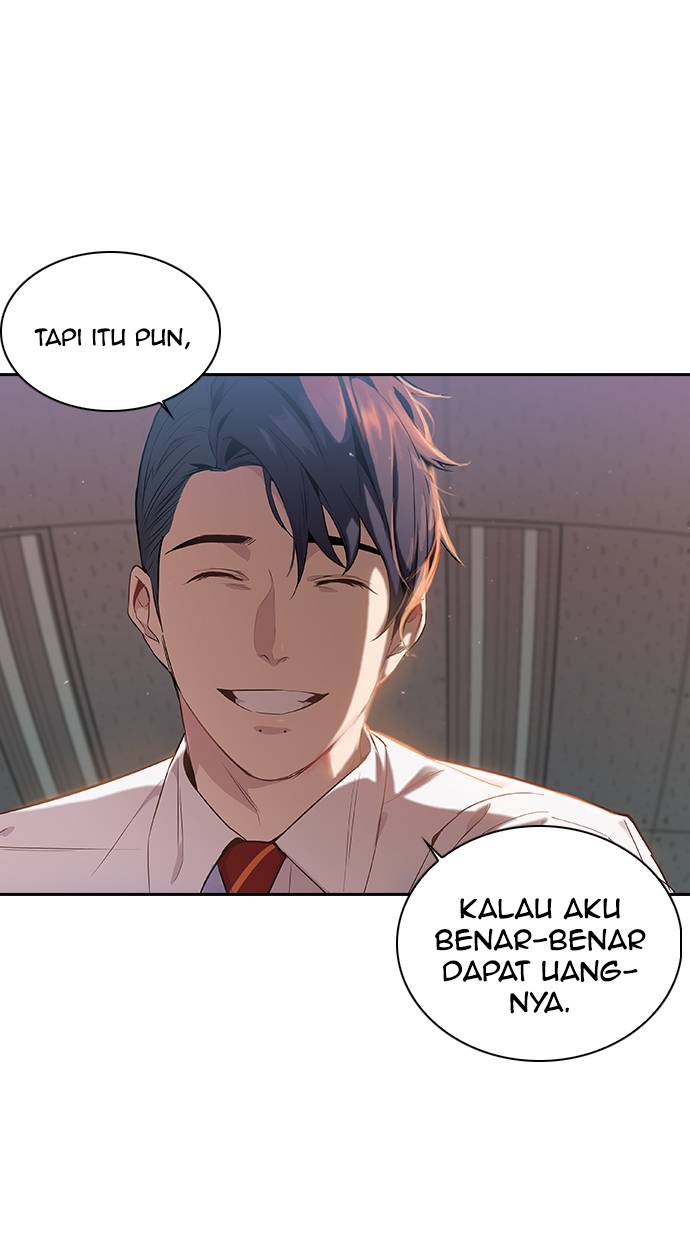 TAPI ITU PUN,
KALAU AKU
BENAR-BENAR
DAPAT UANG-
NYA.